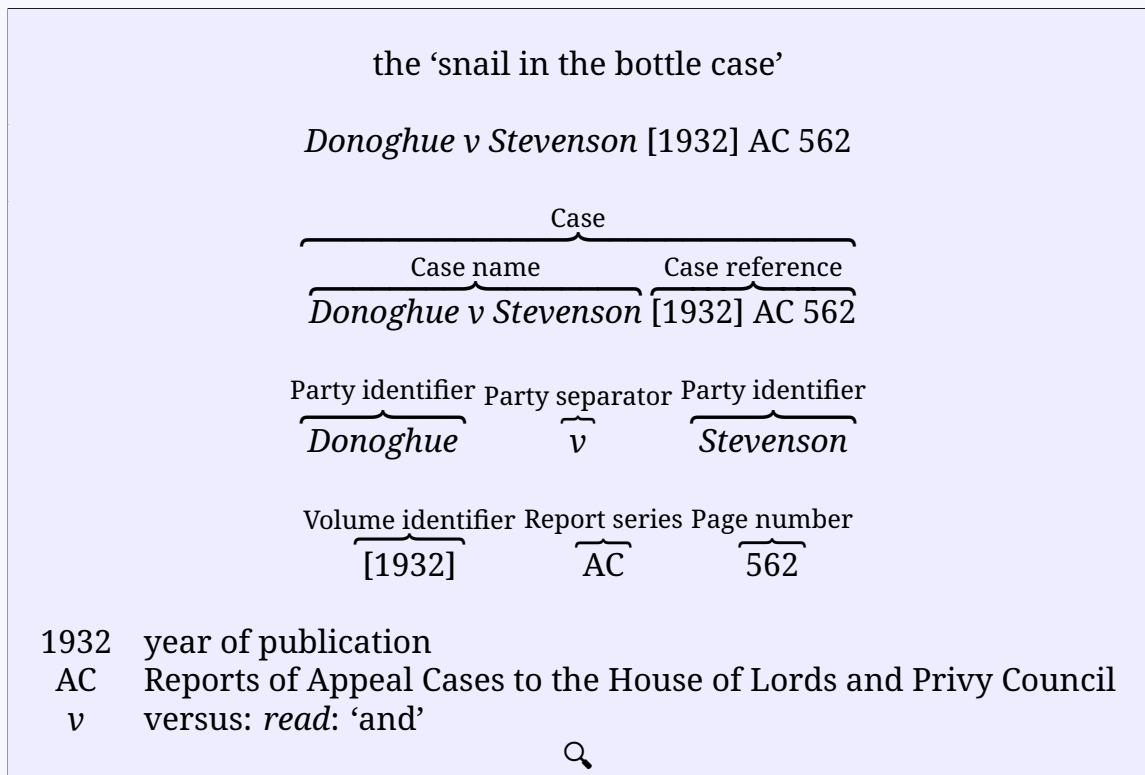 the ‘snail in the bottle case’
Donoghue v Stevenson [1932] AC 562
Case
Case name Case reference
Donoghue v Stevenson [1932] AC 562
Party identifier Party separator Party identifier
Donoghue v Stevenson
Volume identifier Report series Page number
[1932] AC 562
1932 year of publication
AC Reports of Appeal Cases to the House of Lords and Privy Council
v versus: read: ‘and’